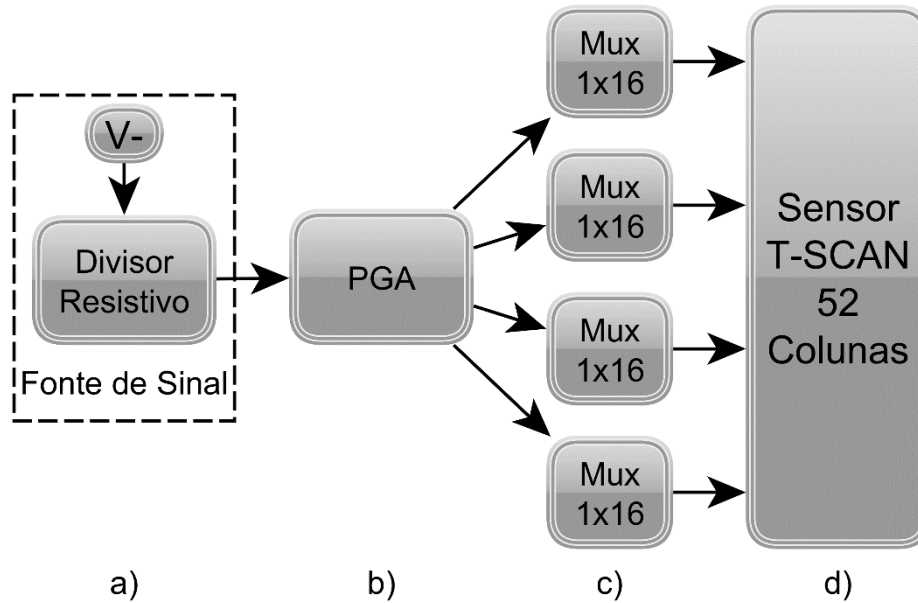 V-
Divisor
Resistivo
Fonte de Sinal
PGA
Mux
1x16
Mux
1x16
Mux
1x16
Mux
1x16
Sensor
T-SCAN
52
Colunas
a)
b)
c)
d)